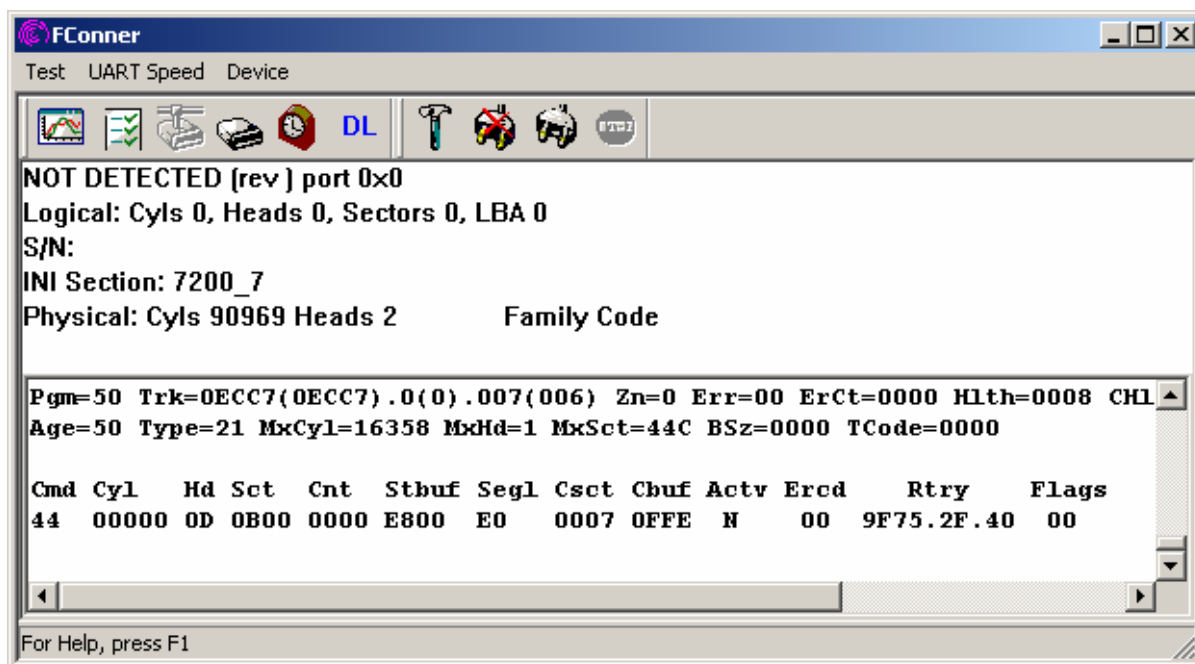 FConner
Test UART Speed Device
DL
NOT DETECTED (rev ) port 0x0
Logical: Cyls 0, Heads 0, Sectors 0, LBA 0
S/N:
INI Section: 7200_7
Physical: Cyls 90969 Heads 2 Family Code
Pgm=50 Trk=0ECC7(0ECC7).0(0).007(006) Zn=0 Err=00 ErCt=0000 Hlth=0008 CHl
Age=50 Type=21 MxCyl=16358 MxHd=1 MxSct=44C BSz=0000 TCode=0000
Cmd Cyl Hd Sct Cnt Stbuf Segl Csct Cbuf Actv Ercd Rtry Flags
44 00000 0D 0B00 0000 E800 E0 0007 0FFE N 00 9F75.2F.40 00
For Help, press F1